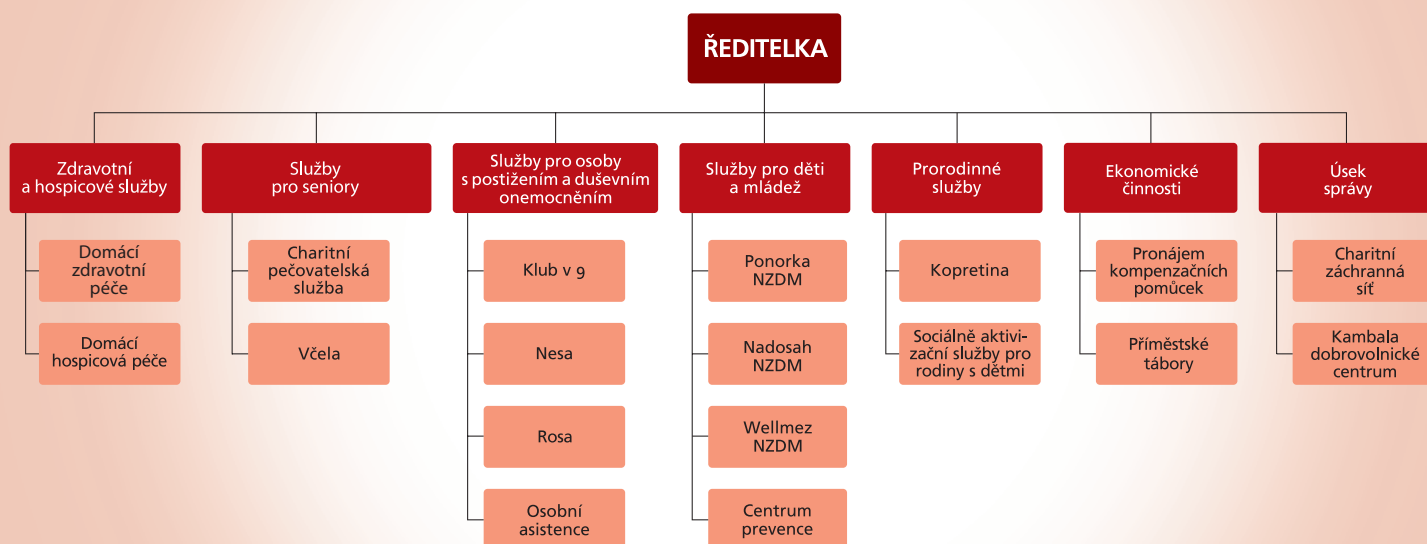 ŘEDITELKA
Zdravotní
a hospicové služby
Domácí
zdravotní
péče
Domácí
hospicová péče
Služby
pro seniory
Charitní
pečovatelská
služba
Včela
Služby pro osoby
s postižením a duševním
onemocněním
Klub v 9
Nesa
Rosa
Osobní
asistence
Služby pro děti
a mládež
Ponorka
NZDM
Nadosah
NZDM
Wellmez
NZDM
Centrum
prevence
Prorodinné
služby
Kopretina
Sociálně aktivi-
zační služby pro
rodiny s dětmi
Ekonomické
činnosti
Pronájem
kompenzačních
pomůcek
Příměstské
tábory
Úsek
správy
Charitní
záchranná
síť
Kambala
dobrovolnické
centrum